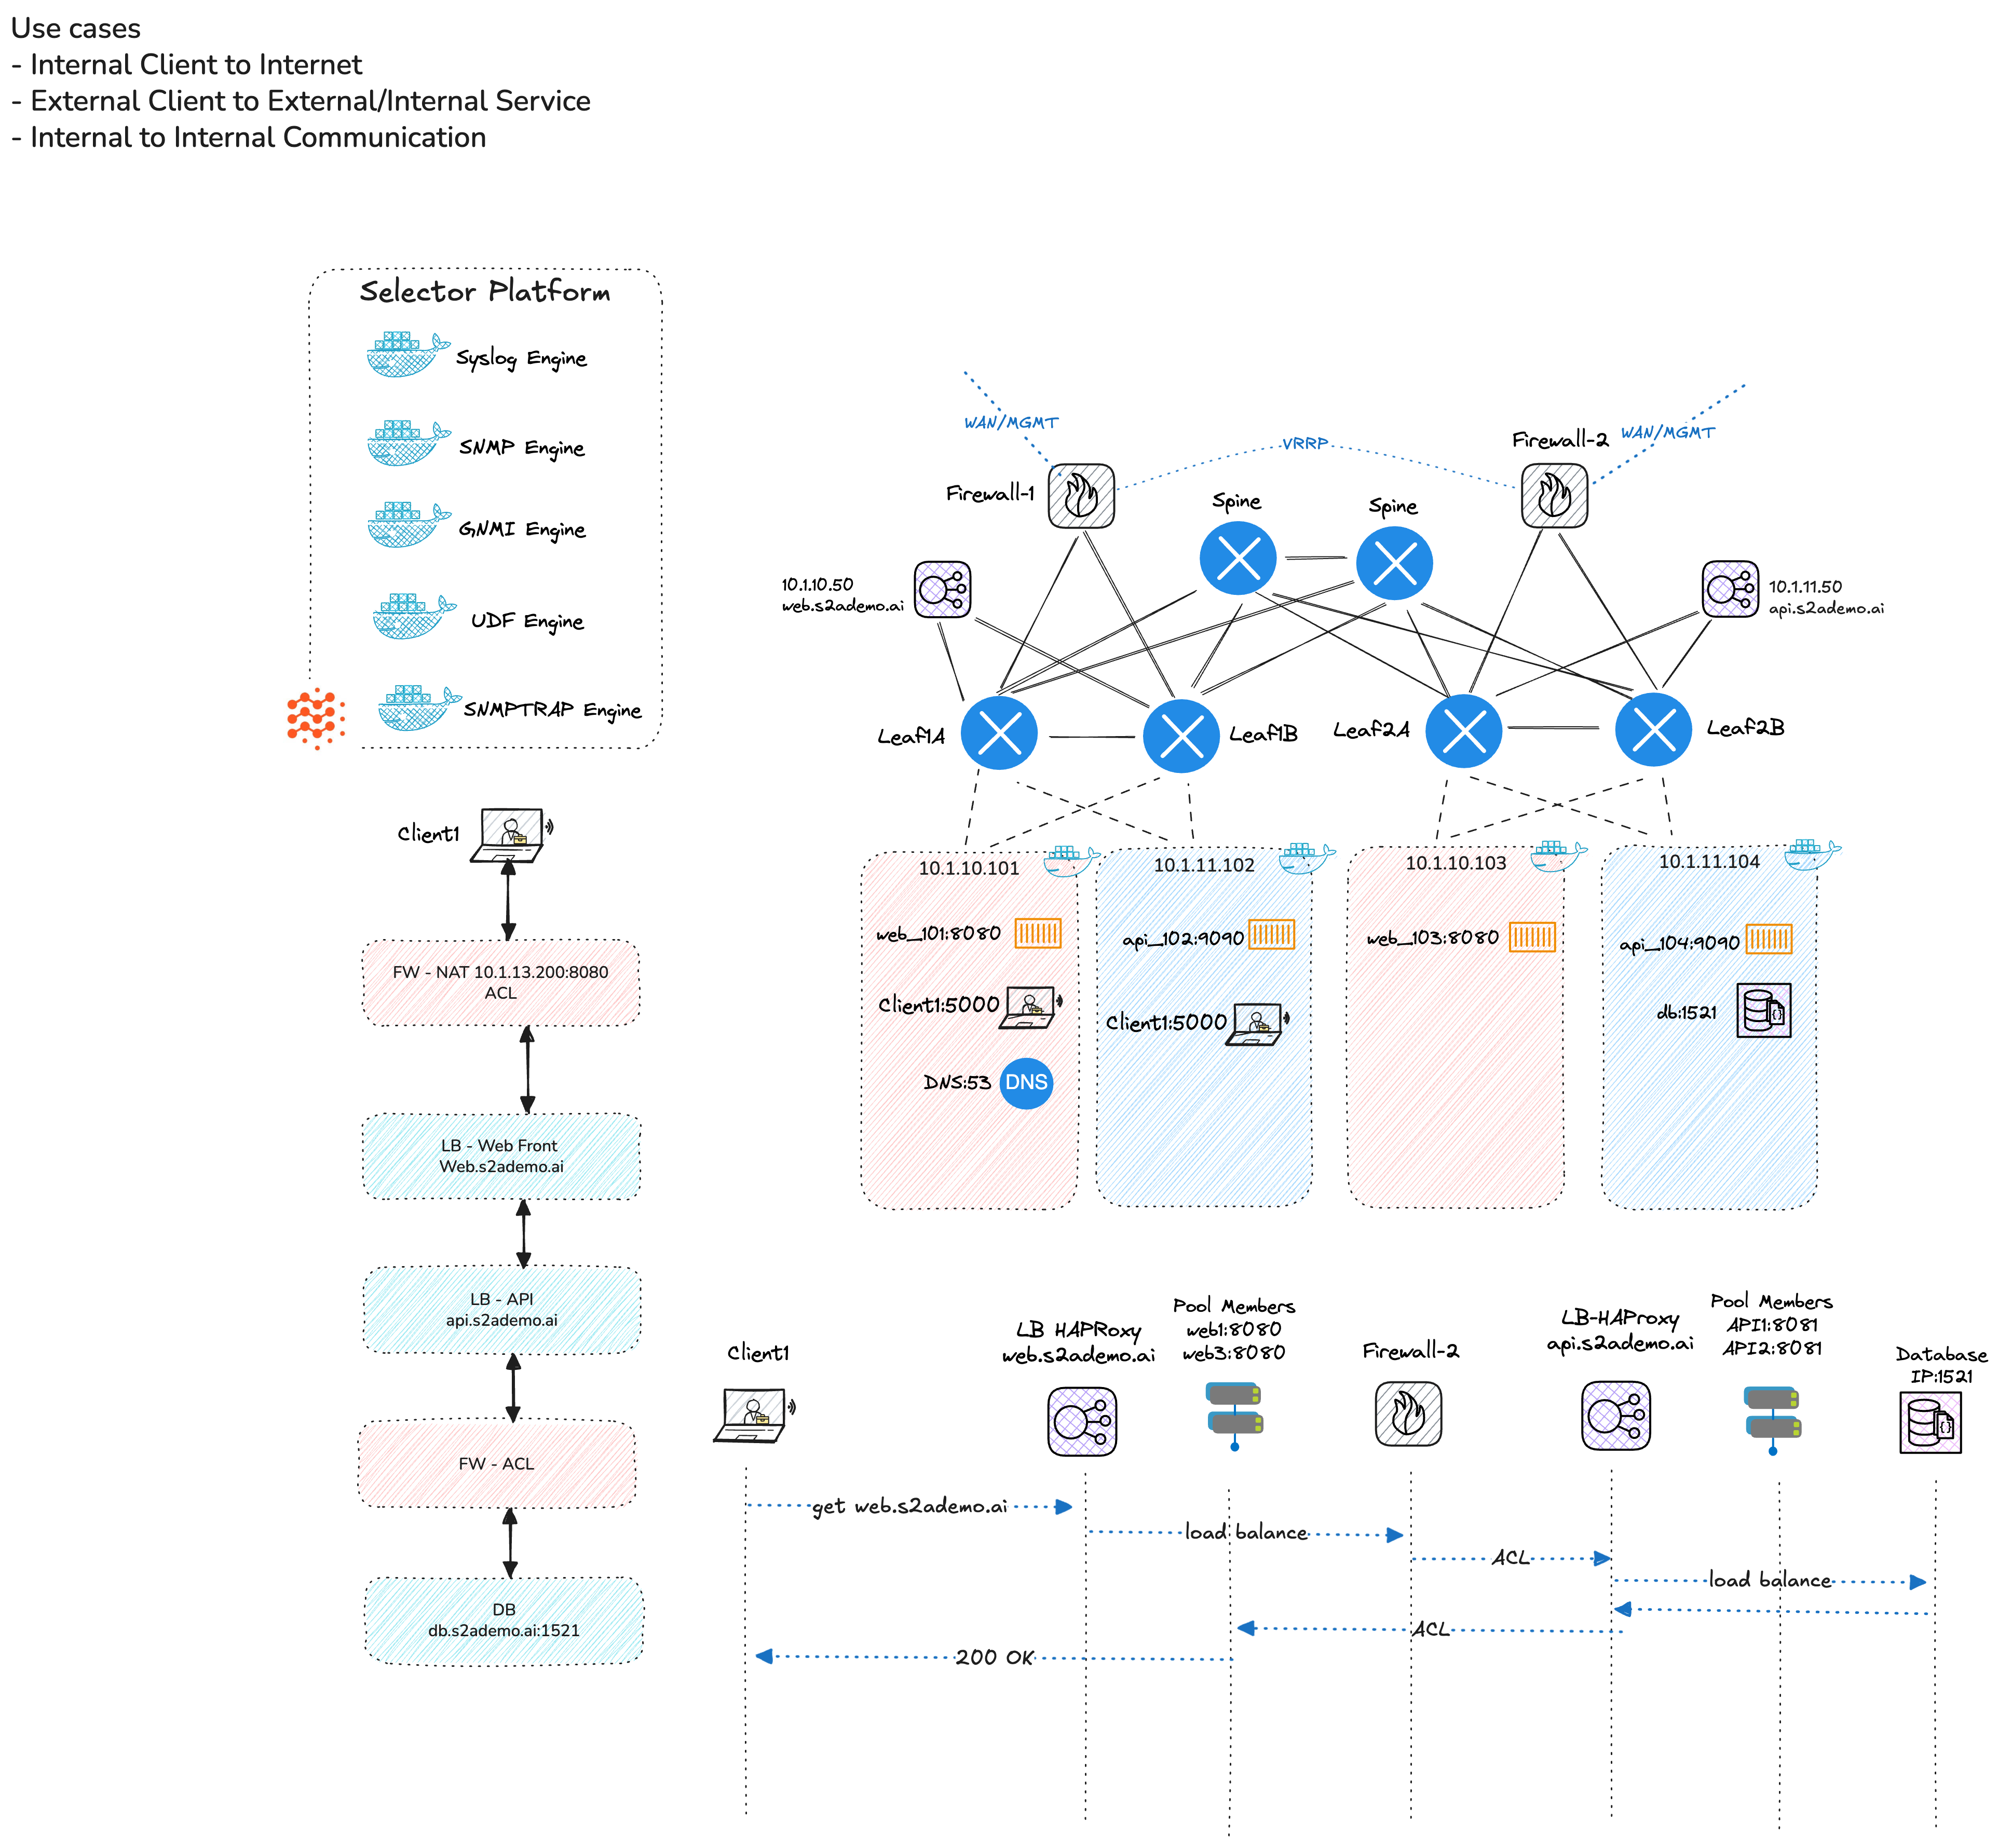 Use cases
- Internal Client to Internet
- External Client to External/Internal Service
- Internal to Internal Communication
Selector Platform
Syslog Engine
SNMP Engine
GNMI Engine
UDF Engine
SNMPTRAP Engine
WAN/MGMT
VRRP
Firewall-2
WAN/MGMT
Firewall-1
Spine
Spine
10.1.10.50
web.s2ademo.ai
10.1.11.50
api.s2ademo.ai
Leaf1A
Leaf1B
Leaf2A
Leaf2B
10.1.10.101
web_101:8080
Client1:5000
DNS:53
DNS
10.1.11.102
api_102:9090
Client1:5000
10.1.10.103
web_103:8080
10.1.11.104
api_104:9090
db:1521
Client1
FW - NAT 10.1.13.200:8080
ACL
LB - Web Front
Web.s2ademo.ai
LB - API
api.s2ademo.ai
FW - ACL
DB
db.s2ademo.ai:1521
Client1
LB HAPRoxy
web.s2ademo.ai
Pool Members
web1:8080
web3:8080
Firewall-2
LB-HAProxy
api.s2ademo.ai
Pool Members
API1:8081
API2:8081
Database
IP:1521
get web.s2ademo.ai
load balance
ACL
load balance
ACL
200 OK